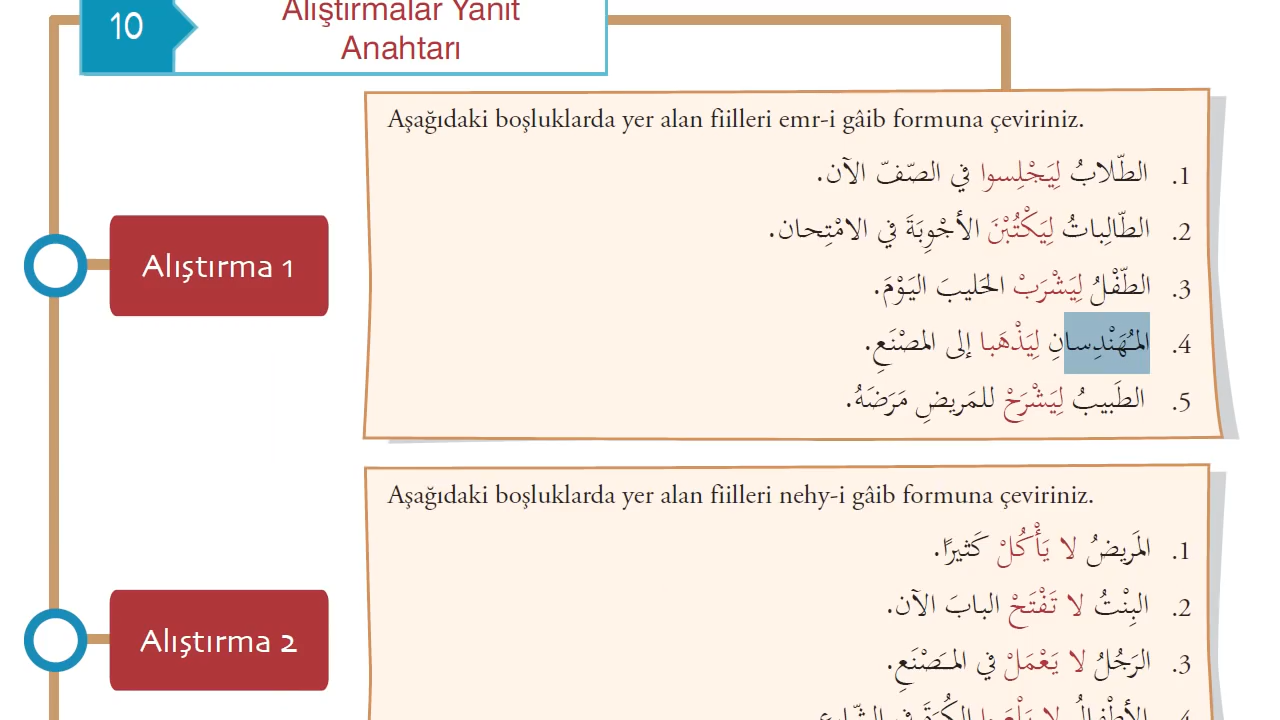 10
Alıştırmalar Yanıt
Anahtarı
Aşağıdaki boşluklarda yer alan fiilleri emr-i gâib formuna çeviriniz.
1. الطّلابُ لِيَجْلِسوا في الصّفّ الآن.
2. الطّالِباتُ لِيَكْتُبْنَ الأجْوِبَةَ في الامْتِحان.
3. الطّفْلُ لِيَشْرَبْ الحَليبَ اليَوْمَ.
4. المـُهَنْدِسانِ لِيَذْهَبا إلى المصْنَعِ.
5. الطَبيبُ لِيَشْرَحْ للمَريضِ مَرَضَهُ.
Alıştırma 1
Aşağıdaki boşluklarda yer alan fiilleri nehy-i gâib formuna çeviriniz.
1. المَريضُ لا يَأْكُلْ كَثيرًا.
2. البِنْتُ لا تَفْتَحْ البابَ الآن.
3. الرَجُلُ لا يَعْمَلْ في المـَصْنَعِ.
Alıştırma 2